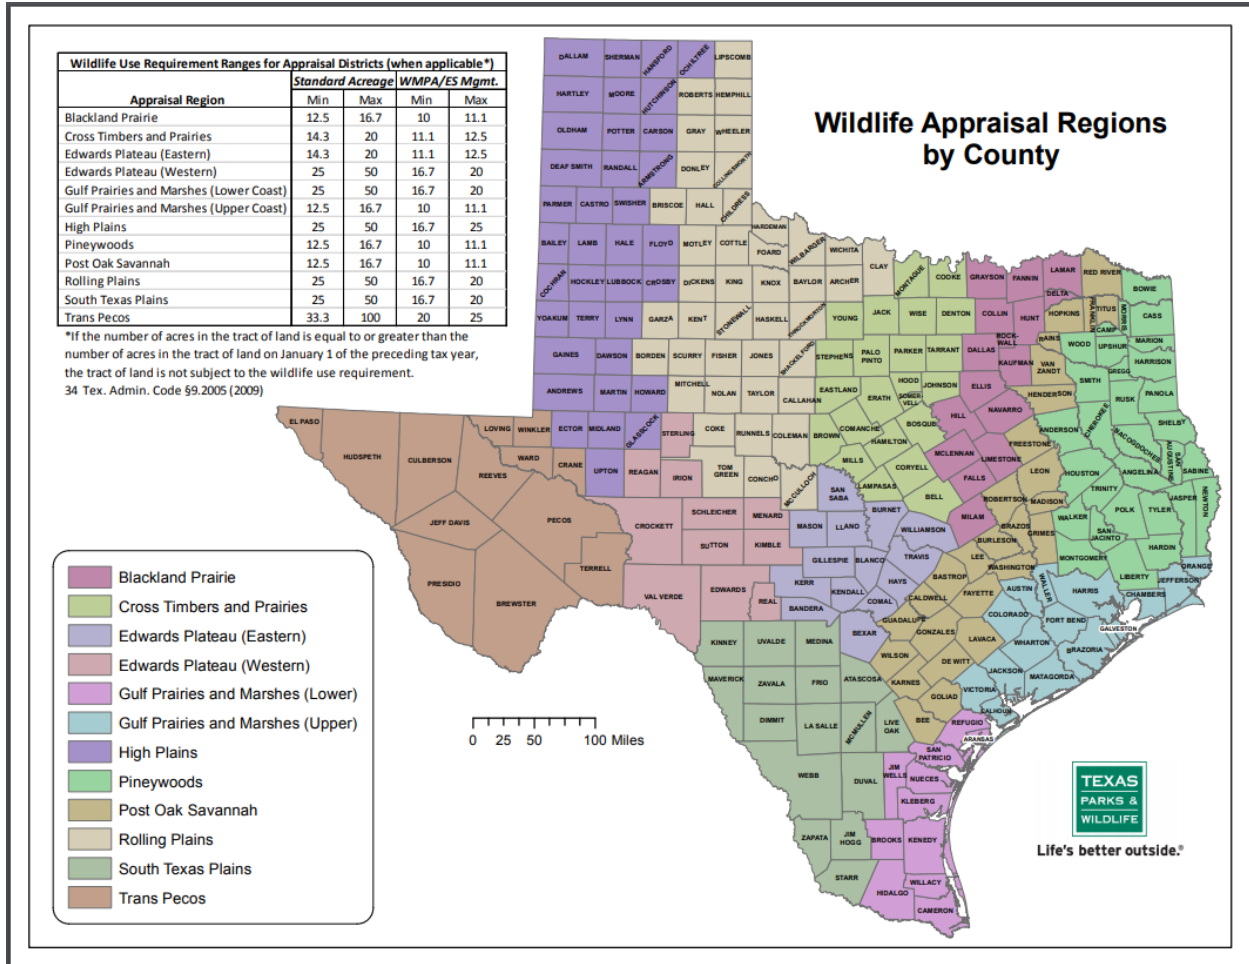 Wildlife Use Requirement Ranges for Appraisal Districts (when applicable*)
Standard Acreage WMPA/ES Mgmt.
Appraisal Region Min Max Min Max
Blackland Prairie 12.5 16.7 10 11.1
Cross Timbers and Prairies 14.3 20 11.1 12.5
Edwards Plateau (Eastern) 14.3 20 11.1 12.5
Edwards Plateau (Western) 25 50 16.7 20
Gulf Prairies and Marshes (Lower Coast) 25 50 16.7 20
Gulf Prairies and Marshes (Upper Coast) 12.5 16.7 10 11.1
High Plains 25 50 16.7 25
Pineywoods 12.5 16.7 10 11.1
Post Oak Savannah 12.5 16.7 10 11.1
Rolling Plains 25 50 16.7 20
South Texas Plains 25 50 16.7 20
Trans Pecos 33.3 100 20 25
*If the number of acres in the tract of land is equal to or greater than the
number of acres in the tract of land on January 1 of the preceding tax year,
the tract of land is not subject to the wildlife use requirement.
34 Tex. Admin. Code §9.2005 (2009)
Wildlife Appraisal Regions
by County
DALLAM SHERMAN HANSFORD OCHILTREE LIPSCOMB
HARTLEY MOORE HUTCHINSON ROBERTS HEMPHILL
OLDHAM POTTER CARSON GRAY WHEELER
DEAF SMITH RANDALL ARMSTRONG DONLEY COLLINGSWORTH
PARMER CASTRO SWISHER BRISCOE HALL CHILDRESS
HARDEMAN
BAILEY LAMB HALE FLOYD MOTLEY COTTLE FOARD WILBARGER WICHITA
CLAY MONTAGUE COOKE GRAYSON FANNIN LAMAR RED RIVER BOWIE
COCHRAN HOCKLEY LUBBOCK CROSBY DICKENS KING KNOX BAYLOR ARCHER
DELTA
YOAKUM TERRY LYNN GARZA KENT STONEWALL HASKELL THROCKMORTON YOUNG JACK WISE DENTON COLLIN HUNT HOPKINS FRANKLIN TITUS MORRIS CASS
CAMP
ROCK-
WALL
RAINS WOOD UPSHUR MARION
GAINES DAWSON BORDEN SCURRY FISHER JONES SHACKELFORD STEPHENS PALO
PINTO
PARKER TARRANT DALLAS KAUFMAN VAN
ZANDT
HARRISON
GREGG
SMITH
ANDREWS MARTIN HOWARD MITCHELL NOLAN TAYLOR CALLAHAN EASTLAND ERATH HOOD
SOMER-
VELL
JOHNSON ELLIS HENDERSON RUSK PANOLA
EL PASO HUDSPETH CULBERSON LOVING WINKLER ECTOR MIDLAND GLASSCOCK STERLING COKE RUNNELS COLEMAN BROWN COMANCHE BOSQUE HILL NAVARRO ANDERSON CHEROKEE SHELBY
HAMILTON FREESTONE NACOGDOCHES
REEVES WARD CRANE UPTON REAGAN IRION TOM
GREEN
CONCHO MCCULLOCH MILLS CORYELL MCLENNAN LIMESTONE LEON HOUSTON ANGELINA SAN
AUGUSTINE
SABINE
LAMPASAS FALLS
SAN
SABA
BELL ROBERTSON MADISON TRINITY JASPER NEWTON
JEFF DAVIS PECOS CROCKETT SCHLEICHER MENARD MASON LLANO BURNET MILAM BRAZOS WALKER POLK TYLER
SUTTON KIMBLE WILLIAMSON BURLESON GRIMES SAN
JACINTO
HARDIN
PRESIDIO BREWSTER TERRELL GILLESPIE BLANCO TRAVIS LEE WASHINGTON MONTGOMERY LIBERTY ORANGE
VAL VERDE EDWARDS REAL KERR KENDALL HAYS BASTROP AUSTIN WALLER HARRIS CHAMBERS JEFFERSON
BANDERA COMAL CALDWELL FAYETTE COLORADO
KINNEY UVALDE MEDINA BEXAR GUADALUPE GONZALES LAVACA WHARTON FORT BEND GALVESTON
WILSON DE WITT BRAZORIA
MAVERICK ZAVALA FRIO ATASCOSA KARNES JACKSON MATAGORDA
GOLIAD VICTORIA CALHOUN
DIMMIT LA SALLE MCMULLEN LIVE
OAK
BEE REFUGIO
ARANSAS
SAN
PATRICIO
WEBB DUVAL JIM
WELLS
NUECES
KLEBERG
ZAPATA JIM
HOGG
BROOKS KENEDY
STARR HIDALGO WILLACY
CAMERON
Blackland Prairie
Cross Timbers and Prairies
Edwards Plateau (Eastern)
Edwards Plateau (Western)
Gulf Prairies and Marshes (Lower)
Gulf Prairies and Marshes (Upper)
High Plains
Pineywoods
Post Oak Savannah
Rolling Plains
South Texas Plains
Trans Pecos
0 25 50 100 Miles
TEXAS
PARKS &
WILDLIFE
Life's better outside.®